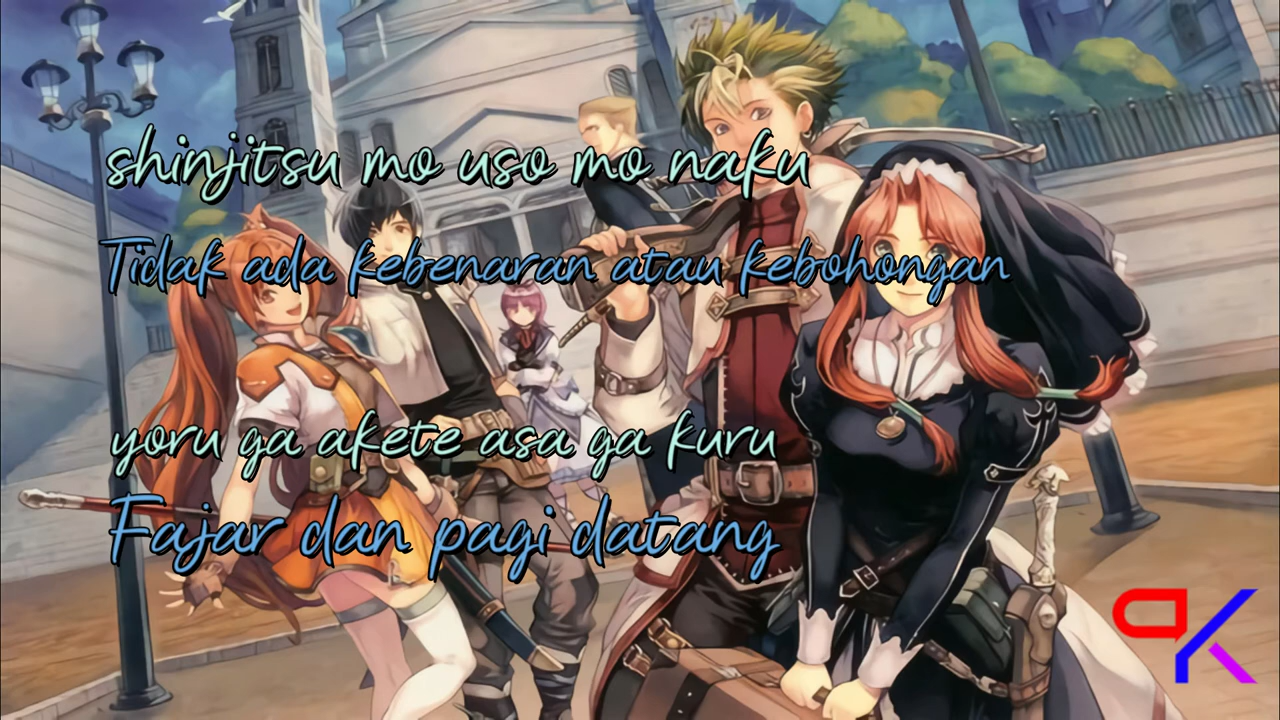 shinjitsu mo uso mo naku
Tidak ada kebenaran atau kebohongan
yoru ga akete asa ga kuru
Fajar dan pagi datang
PK